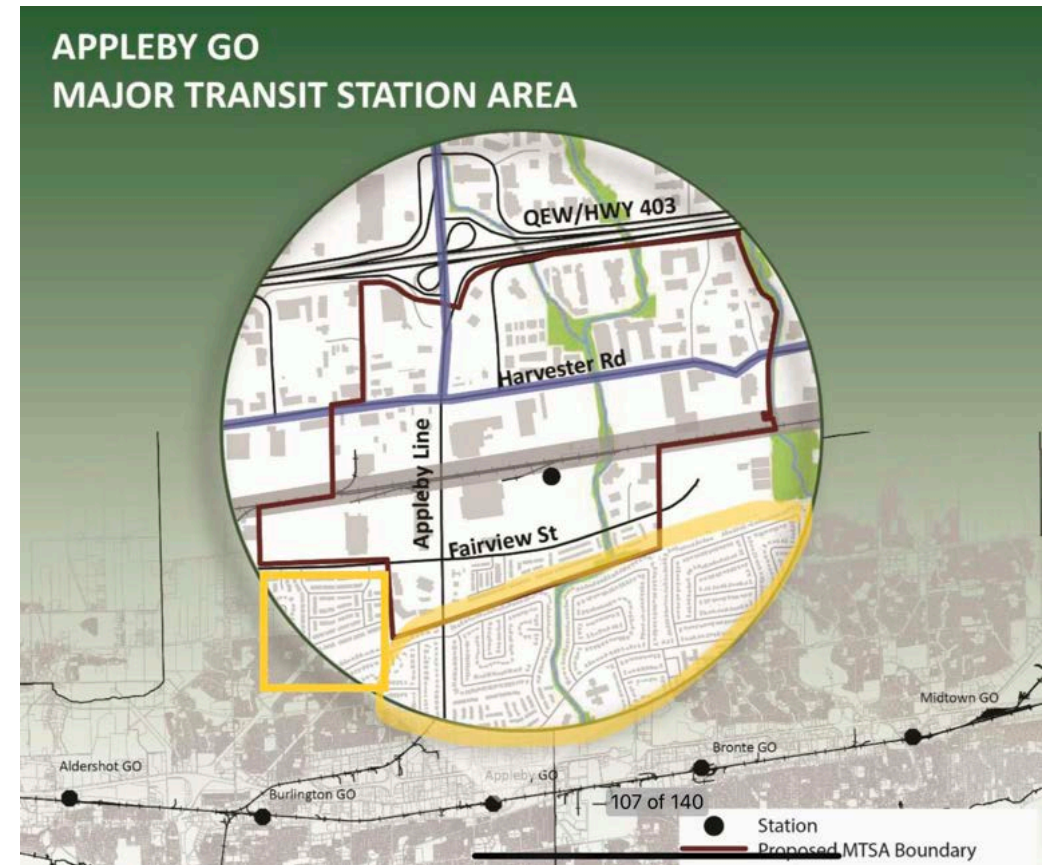 APPLEBY GO
MAJOR TRANSIT STATION AREA
QEW/HWY 403
Harvester Rd
Appleby Line
Fairview St
Midtown GO
Bronte GO
Aldershot GO
Appleby GO
Burlington GO
107 of 140
Station
Proposed MTSA Boundary